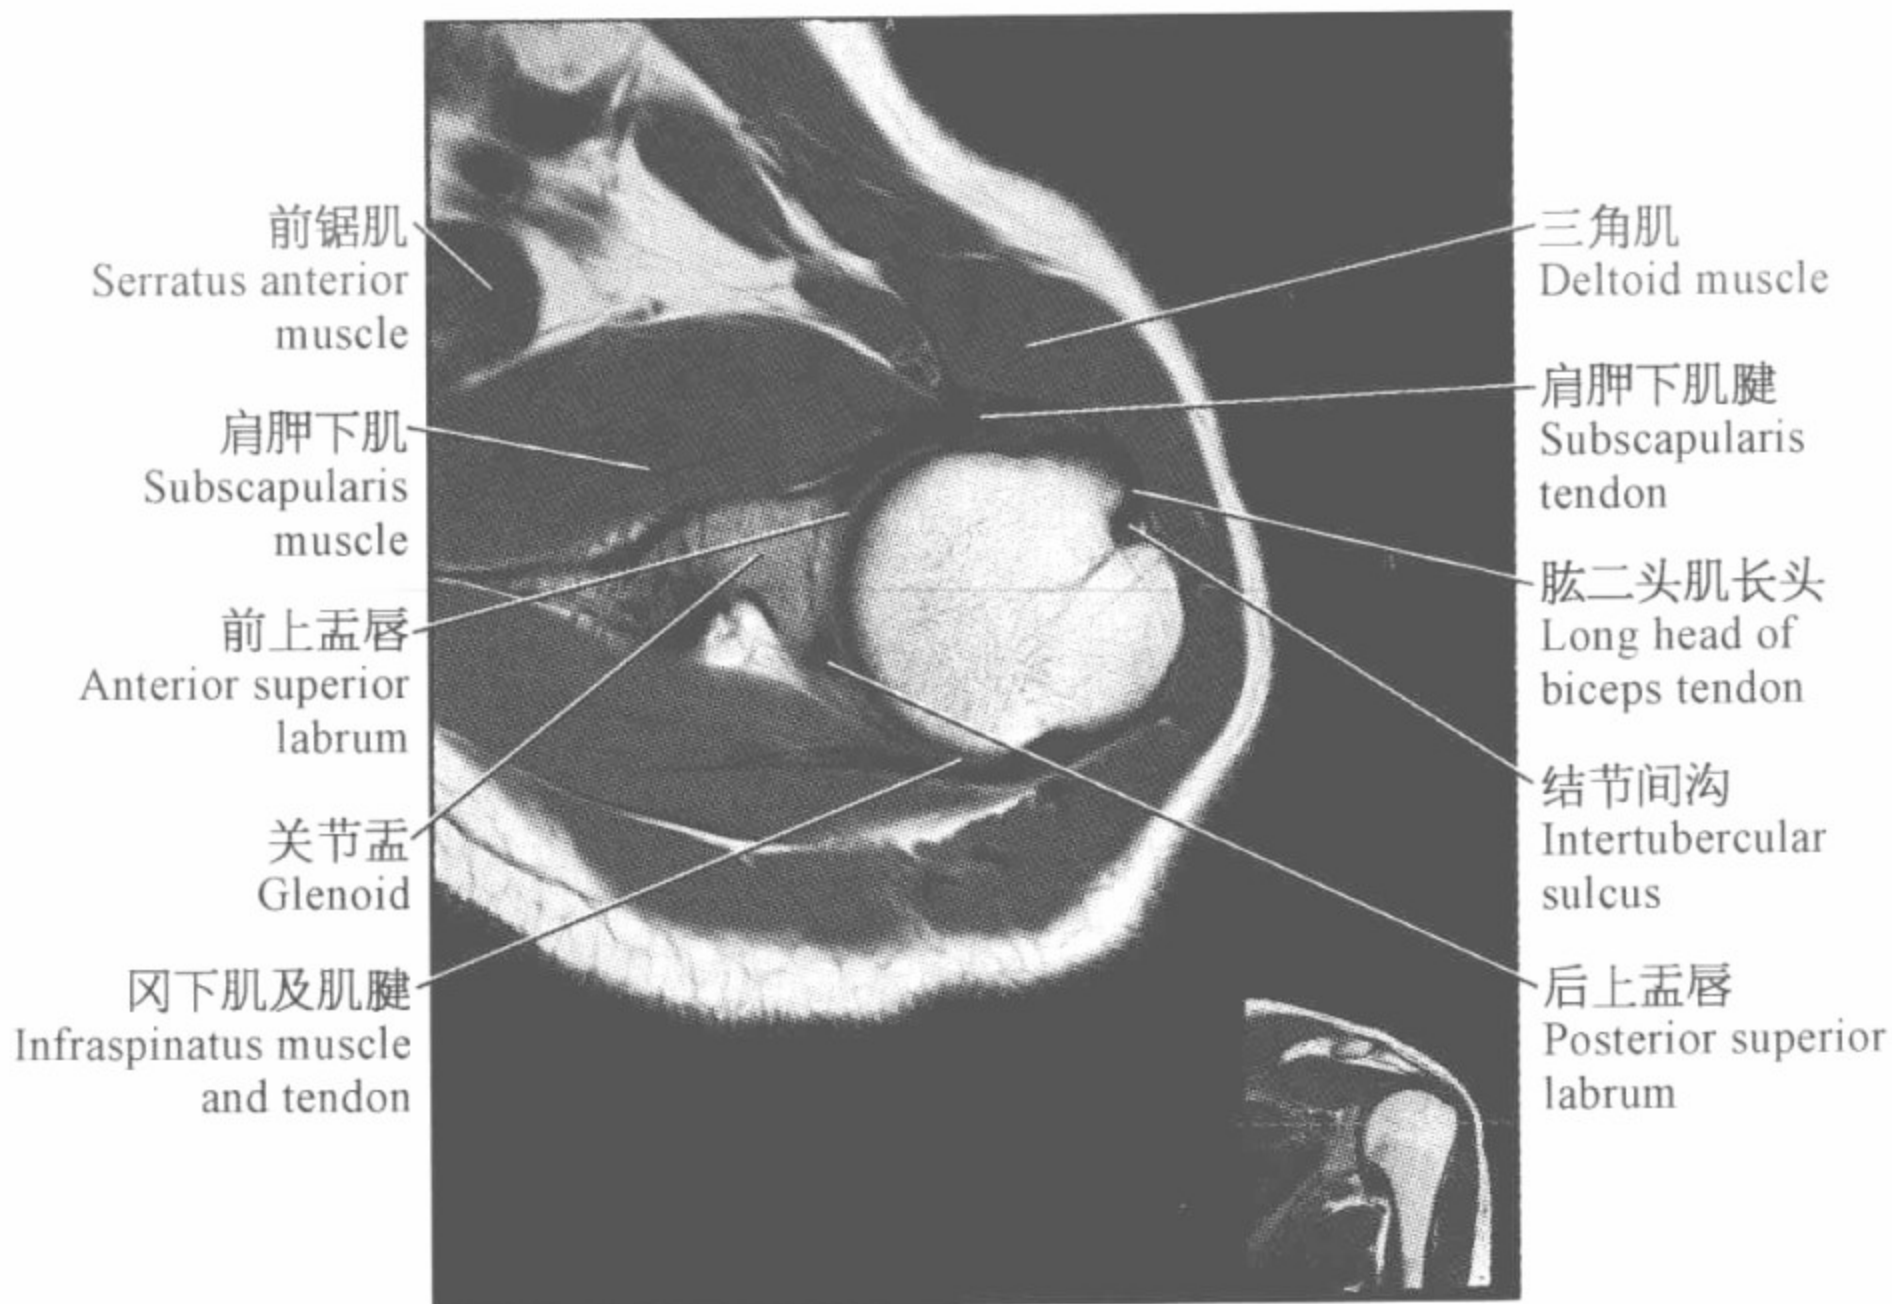 A
前锯肌
Serratus anterior
muscle
肩胛下肌
Subscapularis
muscle
前上盂唇
Anterior superior
labrum
关节盂
Glenoid
冈下肌及肌腱
Infraspinatus muscle
and tendon
三角肌
Deltoid muscle
肩胛下肌腱
Subscapularis
tendon
肱二头肌长头
Long head of
biceps tendon
结节间沟
Intertubercular
sulcus
后上盂唇
Posterior superior
labrum